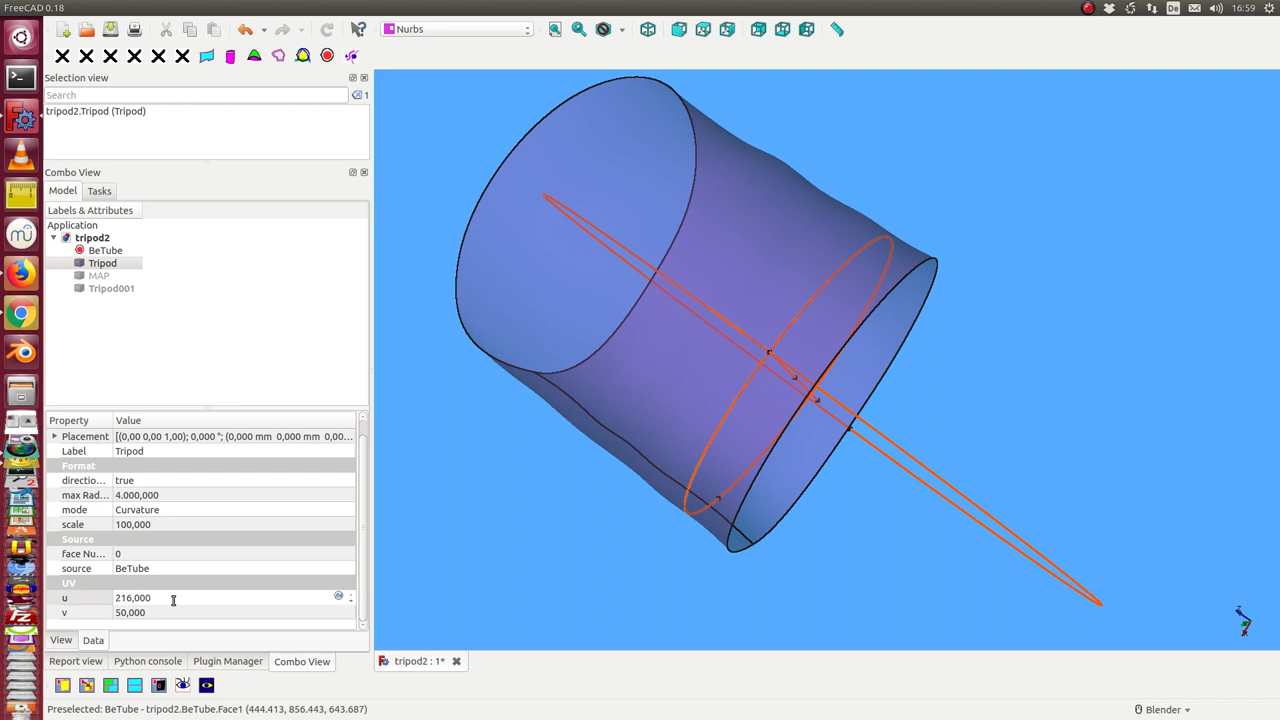 FreeCAD 0.18
De
16:59
Nurbs
Selection view
Search
1
tripod2.Tripod (Tripod)
Combo View
Model
Tasks
Labels & Attributes
Application
tripod2
BeTube
Tripod
MAP
Tripod001
Property
Value
Placement
[(0,00 0,00 1,00); 0,000 °; (0,000 mm 0,000 mm 0,00...
Label
Tripod
Format
directio...
true
max Rad...
4.000,000
mode
Curvature
scale
100,000
Source
face Nu...
0
source
BeTube
UV
u
216,000
v
50,000
View
Data
Report view
Python console
Plugin Manager
Combo View
tripod2 : 1*
Preselected: BeTube - tripod2.BeTube.Face1 (444.413, 856.443, 643.687)
Blender